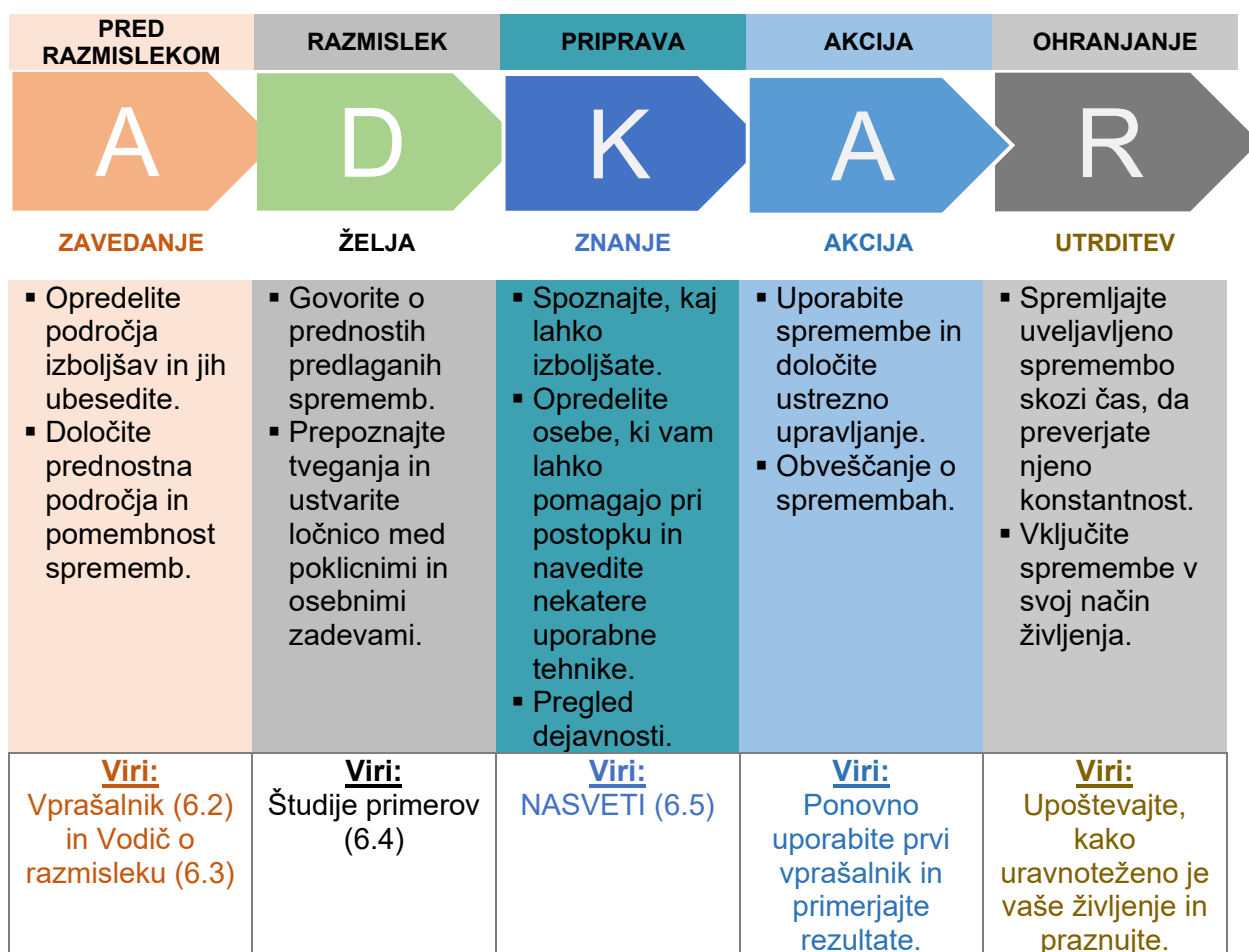 PRED
RAZMISLEKOM
RAZMISLEK
PRIPRAVA
AKCIJA
OHRANJANJE
A
D
K
A
R
ZAVEDANJE
ŽELJA
ZNANJE
AKCIJA
UTRDITEV
▪ Opredelite
področja
izboljšav in jih
ubesedite.
▪ Določite
prednostna
področja in
pomembnost
sprememb.
▪ Govorite o
prednostih
predlaganih
sprememb.
▪ Prepoznajte
tveganja in
ustvarite
ločnico med
poklicnimi in
osebnimi
zadevami.
▪ Spoznajte, kaj
lahko
izboljšate.
▪ Opredelite
osebe, ki vam
lahko
pomagajo pri
postopku in
navedite
nekatere
uporabne
tehnike.
▪ Pregled
dejavnosti.
▪ Uporabite
spremembe in
določite
ustrezno
upravljanje.
▪ Obveščanje o
spremembah.
▪ Spremljajte
uveljavljeno
spremembo
skozi čas, da
preverjate
njeno
konstantnost.
▪ Vključite
spremembe v
svoj način
življenja.
Viri:
Vprašalnik (6.2)
in Vodič o
razmisleku (6.3)
Viri:
Študije primerov
(6.4)
Viri:
NASVETI (6.5)
Viri:
Ponovno
uporabite prvi
vprašalnik in
primerjajte
rezultate.
Viri:
Upoštevajte,
kako
uravnoteženo je
vaše življenje in
praznujte.